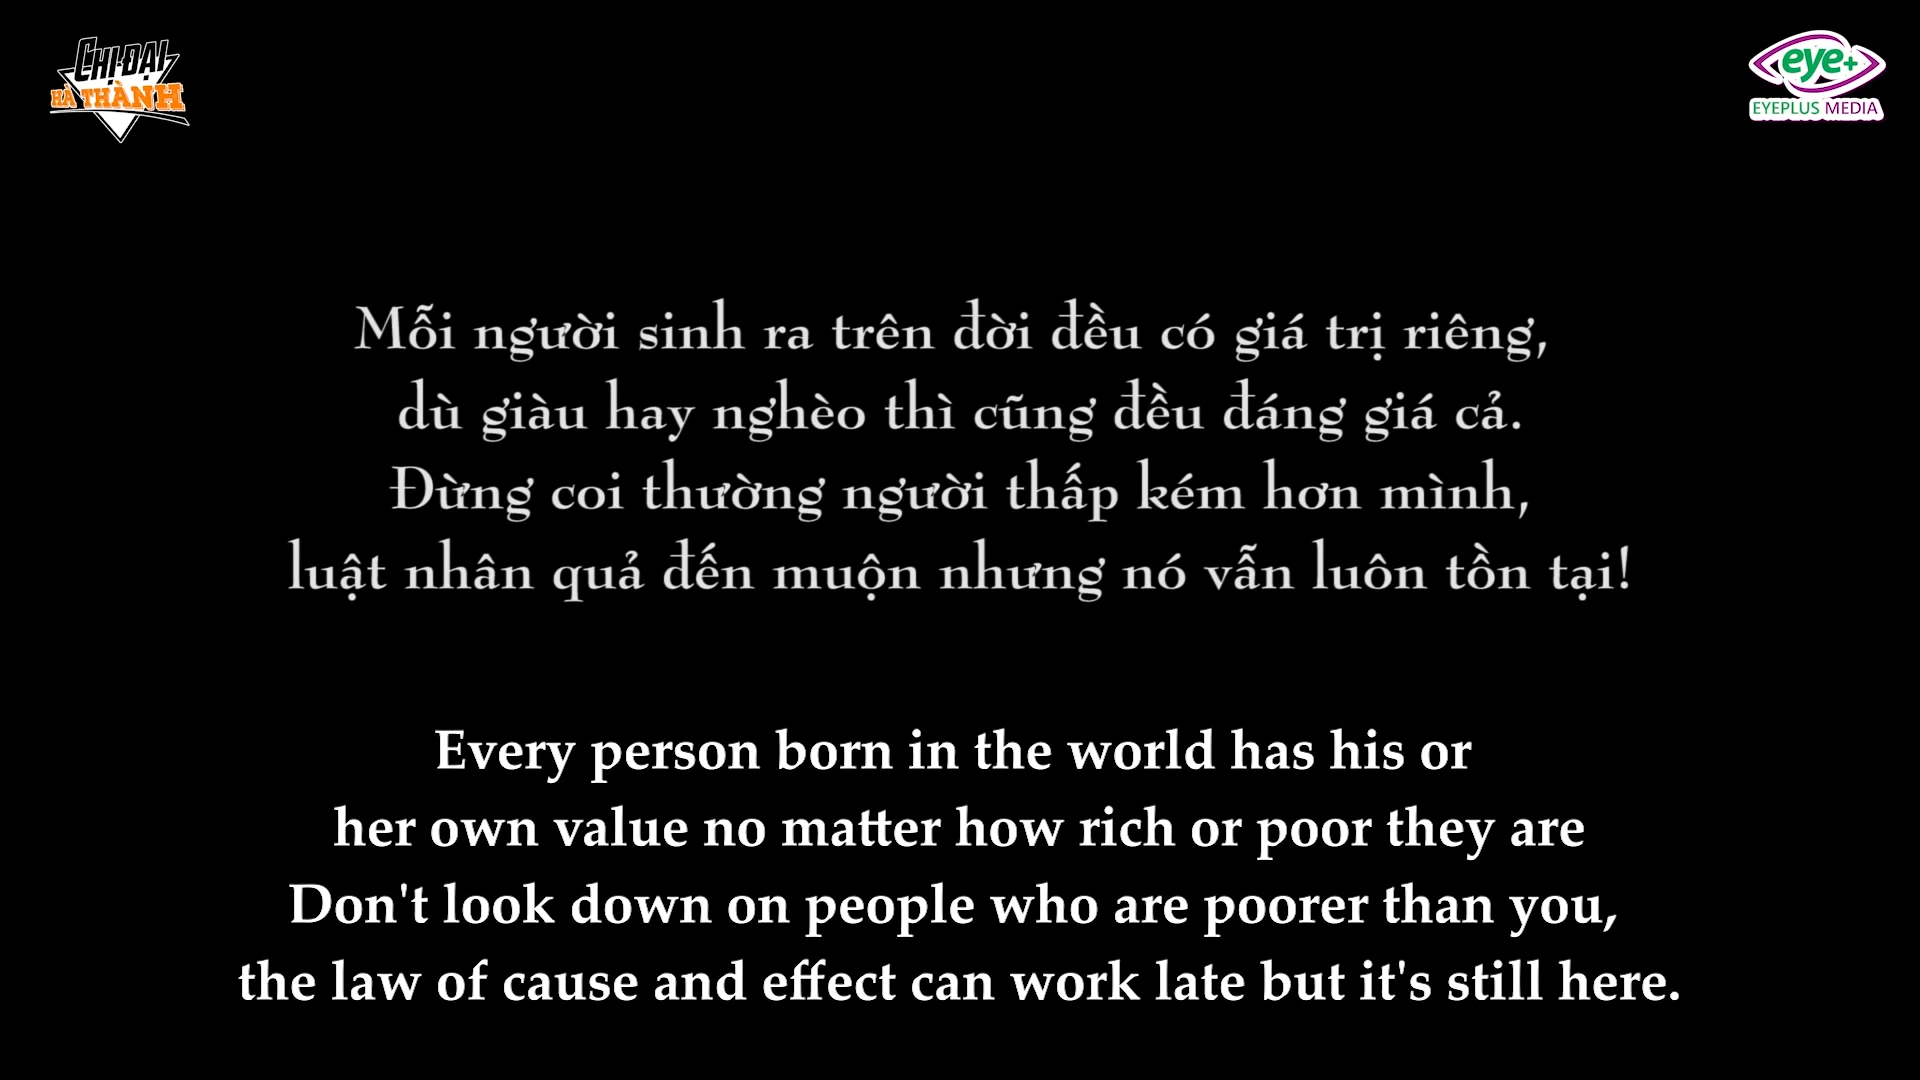 CHỊ ĐẠI
HÀ THÀNH
eye+
EYEPLUS MEDIA
Mỗi người sinh ra trên đời đều có giá trị riêng,
dù giàu hay nghèo thì cũng đều đáng giá cả.
Đừng coi thường người thấp kém hơn mình,
luật nhân quả đến muộn nhưng nó vẫn luôn tồn tại!
Every person born in the world has his or
her own value no matter how rich or poor they are
Don't look down on people who are poorer than you,
the law of cause and effect can work late but it's still here.